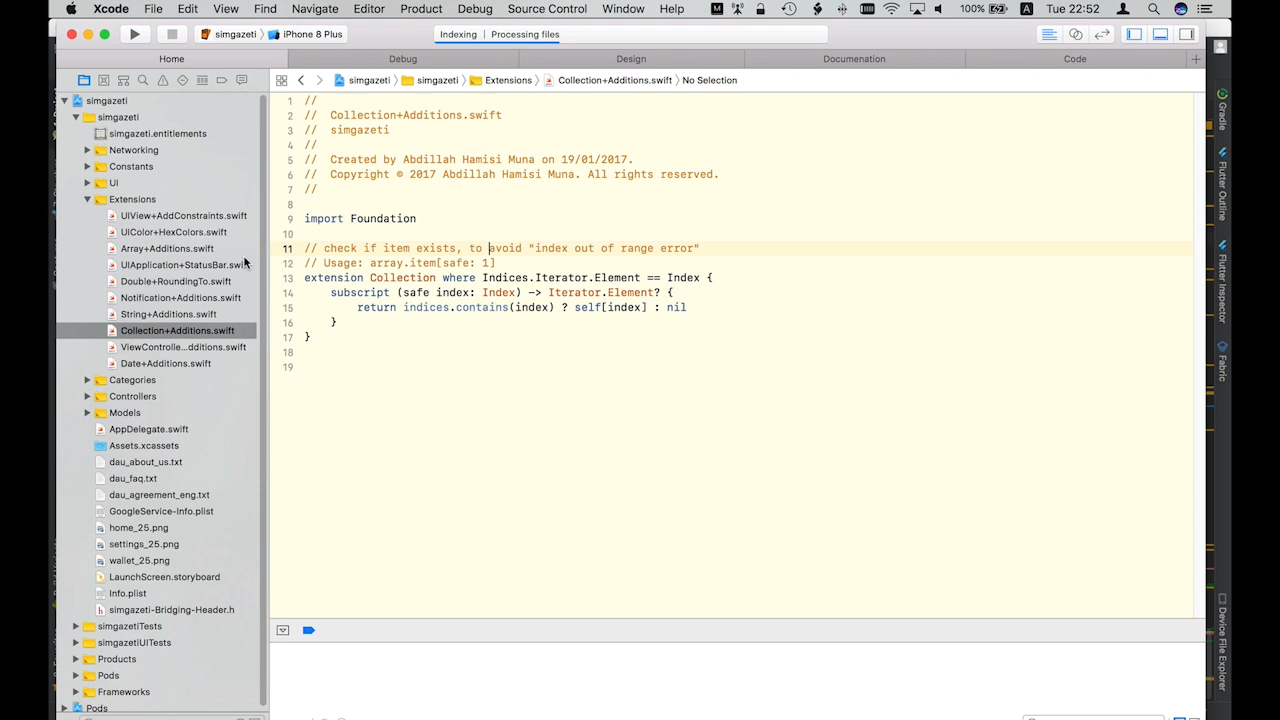 Xcode File Edit View Find Navigate Editor Product Debug Source Control Window Help
100% Tue 22:52
simgazeti iPhone 8 Plus
Indexing | Processing files
Home Debug Design Documenation Code
simgazeti simgazeti Extensions Collection+Additions.swift No Selection
simgazeti
simgazeti
simgazeti.entitlements
Networking
Constants
UI
Extensions
UIView+AddConstraints.swift
UIColor+HexColors.swift
Array+Additions.swift
UIApplication+StatusBar.swift
Double+RoundingTo.swift
Notification+Additions.swift
String+Additions.swift
Collection+Additions.swift
ViewControlle...dditions.swift
Date+Additions.swift
Categories
Controllers
Models
AppDelegate.swift
Assets.xcassets
dau_about_us.txt
dau_faq.txt
dau_agreement_eng.txt
GoogleService-Info.plist
home_25.png
settings_25.png
wallet_25.png
LaunchScreen.storyboard
Info.plist
simgazeti-Bridging-Header.h
simgazetiTests
simgazetiUITests
Products
Pods
Frameworks
Pods
1 //
2 // Collection+Additions.swift
3 // simgazeti
4 //
5 // Created by Abdillah Hamisi Muna on 19/01/2017.
6 // Copyright © 2017 Abdillah Hamisi Muna. All rights reserved.
7 //
8
9 import Foundation
10
11 // check if item exists, to avoid "index out of range error"
12 // Usage: array.item[safe: 1]
13 extension Collection where Indices.Iterator.Element == Index {
14 subscript (safe index: Index) -> Iterator.Element? {
15 return indices.contains(index) ? self[index] : nil
16 }
17 }
18
19
Gradle
Flutter Outline
Flutter Inspector
Fabric
Device File Explorer